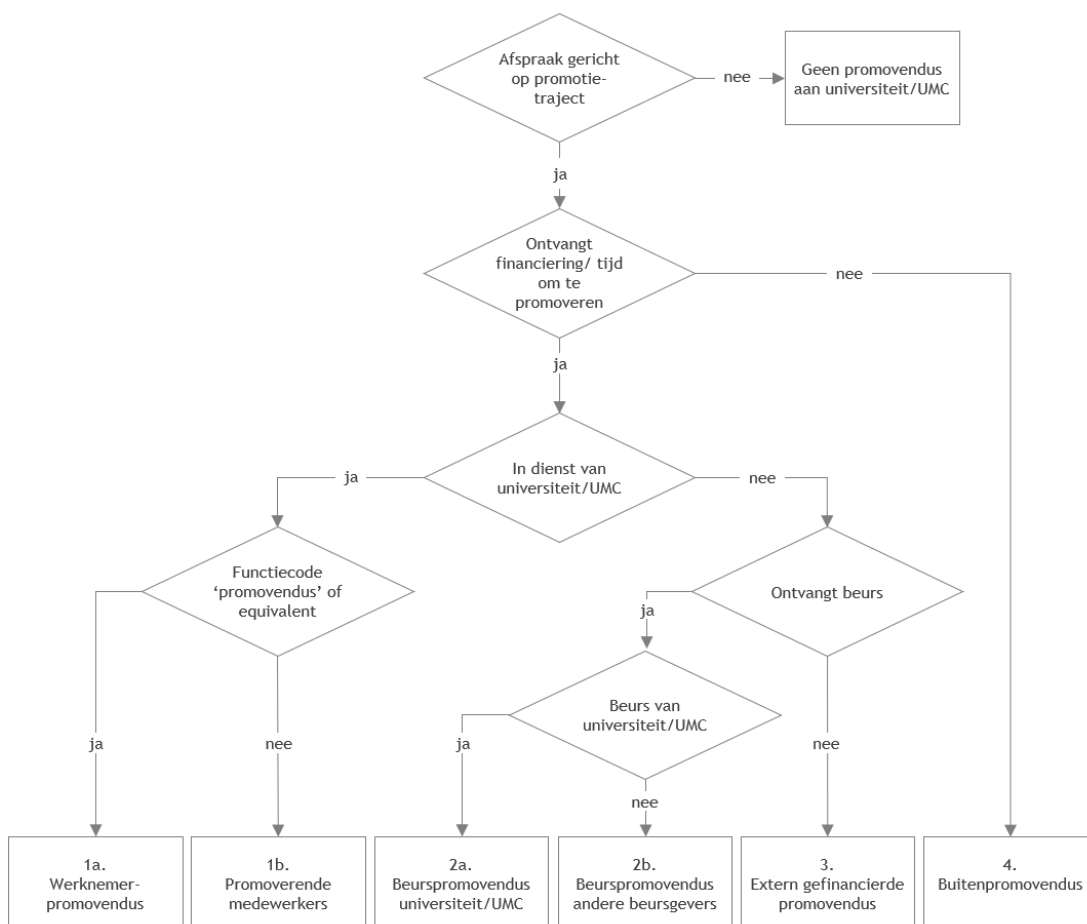 Afspraak gericht
op promotie-
traject
nee
Geen promovendus
aan universiteit/UMC
ja
Ontvangt
financiering/ tijd
om te
promoveren
nee
ja
In dienst van
universiteit/UMC
ja
nee
Functiecode
‘promovendus’ of
equivalent
Ontvangt beurs
ja
Beurs van
universiteit/UMC
ja
nee
ja
nee
nee
1a.
Werknemer-
promovendus
1b.
Promoverende
medewerkers
2a.
Beurspromovendus
universiteit/UMC
2b.
Beurspromovendus
andere beursgevers
3.
Extern gefinancierde
promovendus
4.
Buitenpromovendus